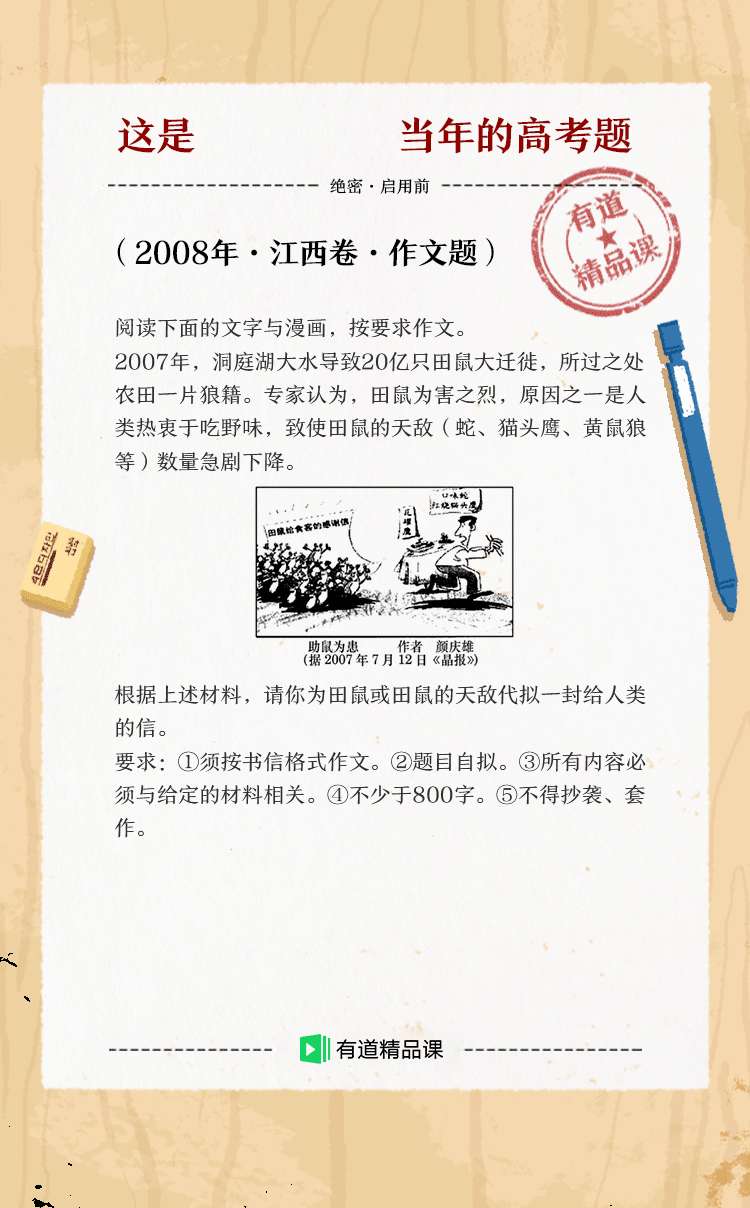 这是 当年的高考题
绝密·启用前
有道
精品课
（2008年·江西卷·作文题）
阅读下面的文字与漫画，按要求作文。
2007年，洞庭湖大水导致20亿只田鼠大迁徙，所过之处
农田一片狼籍。专家认为，田鼠为害之烈，原因之一是人
类热衷于吃野味，致使田鼠的天敌（蛇、猫头鹰、黄鼠狼
等）数量急剧下降。
口味蛇
红烧猫头鹰
田鼠给食客的感谢信
助鼠为患 作者 颜庆雄
(据 2007 年 7 月 12 日《晶报》)
根据上述材料，请你为田鼠或田鼠的天敌代拟一封给人类
的信。
要求：①须按书信格式作文。②题目自拟。③所有内容必
须与给定的材料相关。④不少于800字。⑤不得抄袭、套
作。
有道精品课